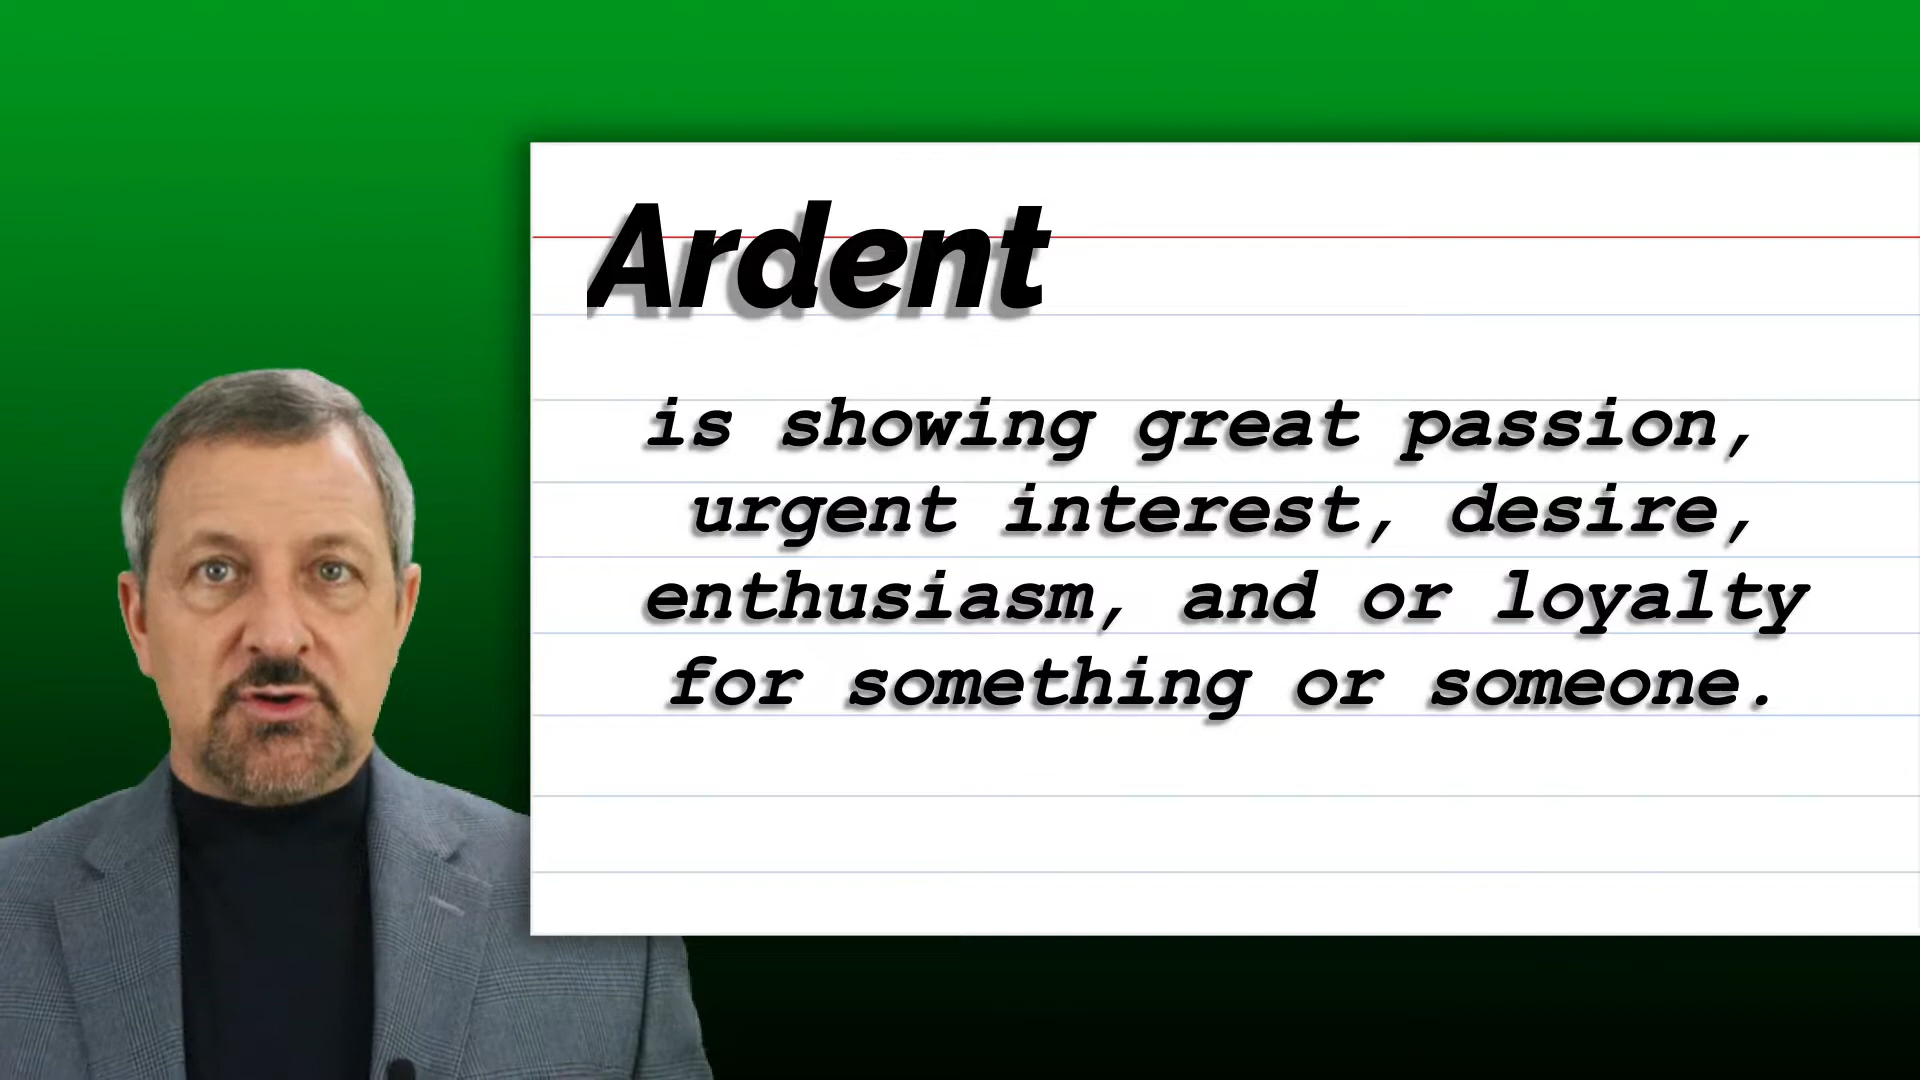 Ardent
is showing great passion,
urgent interest, desire,
enthusiasm, and or loyalty
for something or someone.